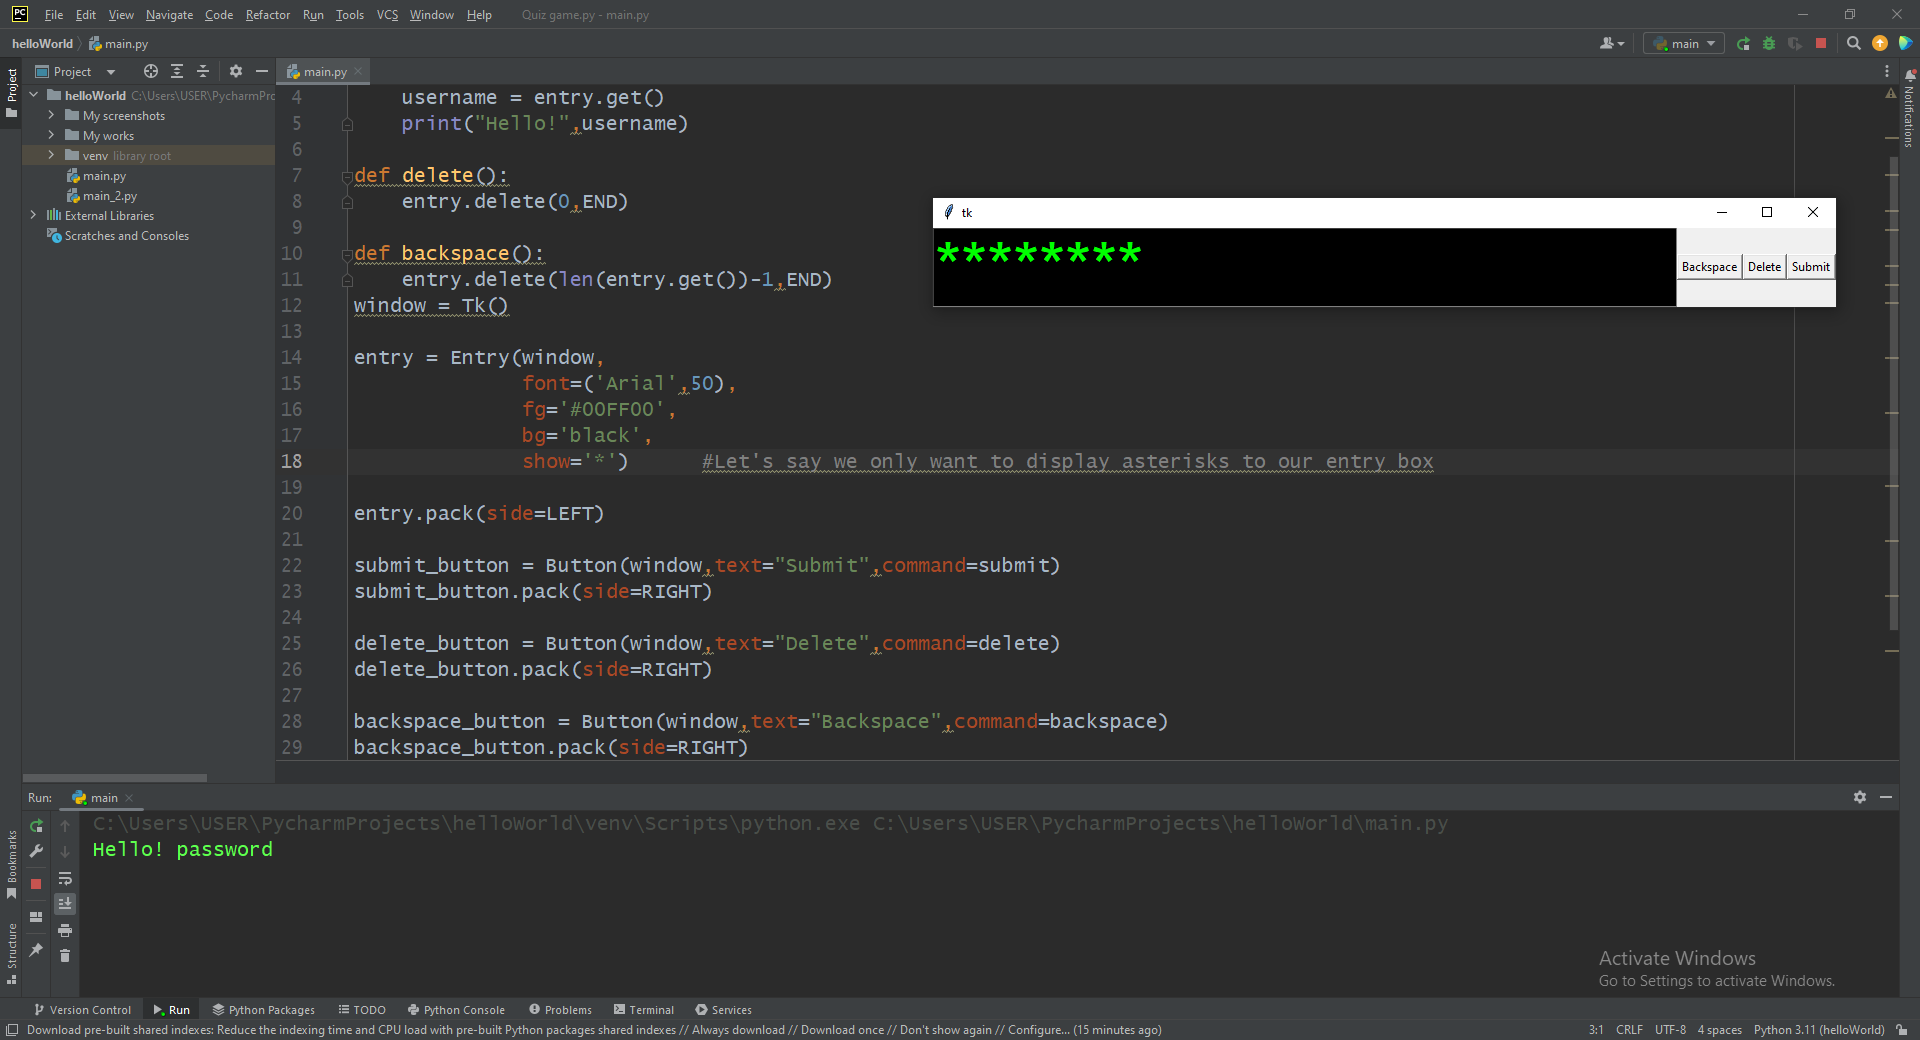 PC File Edit View Navigate Code Refactor Run Tools VCS Window Help Quiz game.py - main.py
helloWorld main.py
main
Project
Project
main.py
Notifications
helloWorld C:\Users\USER\PycharmPro
My screenshots
My works
venv library root
main.py
main_2.py
External Libraries
Scratches and Consoles
4 username = entry.get()
5 print("Hello!",username)
6
7 def delete():
8 entry.delete(0,END)
9
10 def backspace():
11 entry.delete(len(entry.get())-1,END)
12 window = Tk()
13
14 entry = Entry(window,
15 font=('Arial',50),
16 fg='#00FF00',
17 bg='black',
18 show='*') #Let's say we only want to display asterisks to our entry box
19
20 entry.pack(side=LEFT)
21
22 submit_button = Button(window,text="Submit",command=submit)
23 submit_button.pack(side=RIGHT)
24
25 delete_button = Button(window,text="Delete",command=delete)
26 delete_button.pack(side=RIGHT)
27
28 backspace_button = Button(window,text="Backspace",command=backspace)
29 backspace_button.pack(side=RIGHT)
tk
********
Backspace Delete Submit
Run: main
C:\Users\USER\PycharmProjects\helloWorld\venv\Scripts\python.exe C:\Users\USER\PycharmProjects\helloWorld\main.py
Hello! password
Bookmarks
Structure
Activate Windows
Go to Settings to activate Windows.
Version Control Run Python Packages TODO Python Console Problems Terminal Services
Download pre-built shared indexes: Reduce the indexing time and CPU load with pre-built Python packages shared indexes // Always download // Download once // Don't show again // Configure... (15 minutes ago) 3:1 CRLF UTF-8 4 spaces Python 3.11 (helloWorld)